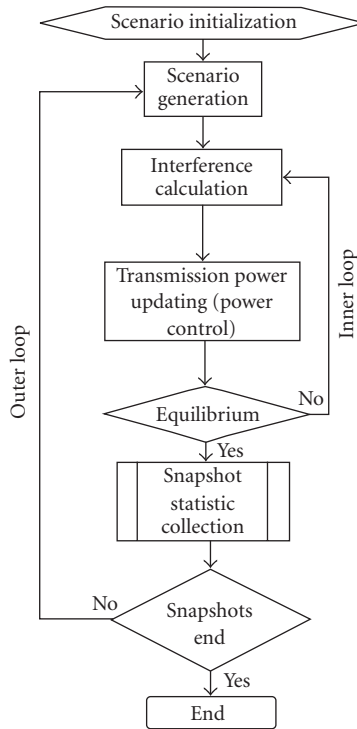 Scenario initialization
Scenario
generation
Interference
calculation
Transmission power
updating (power
control)
Inner loop
Outer loop
Equilibrium
No
Yes
Snapshot
statistic
collection
No
Snapshots
end
Yes
End